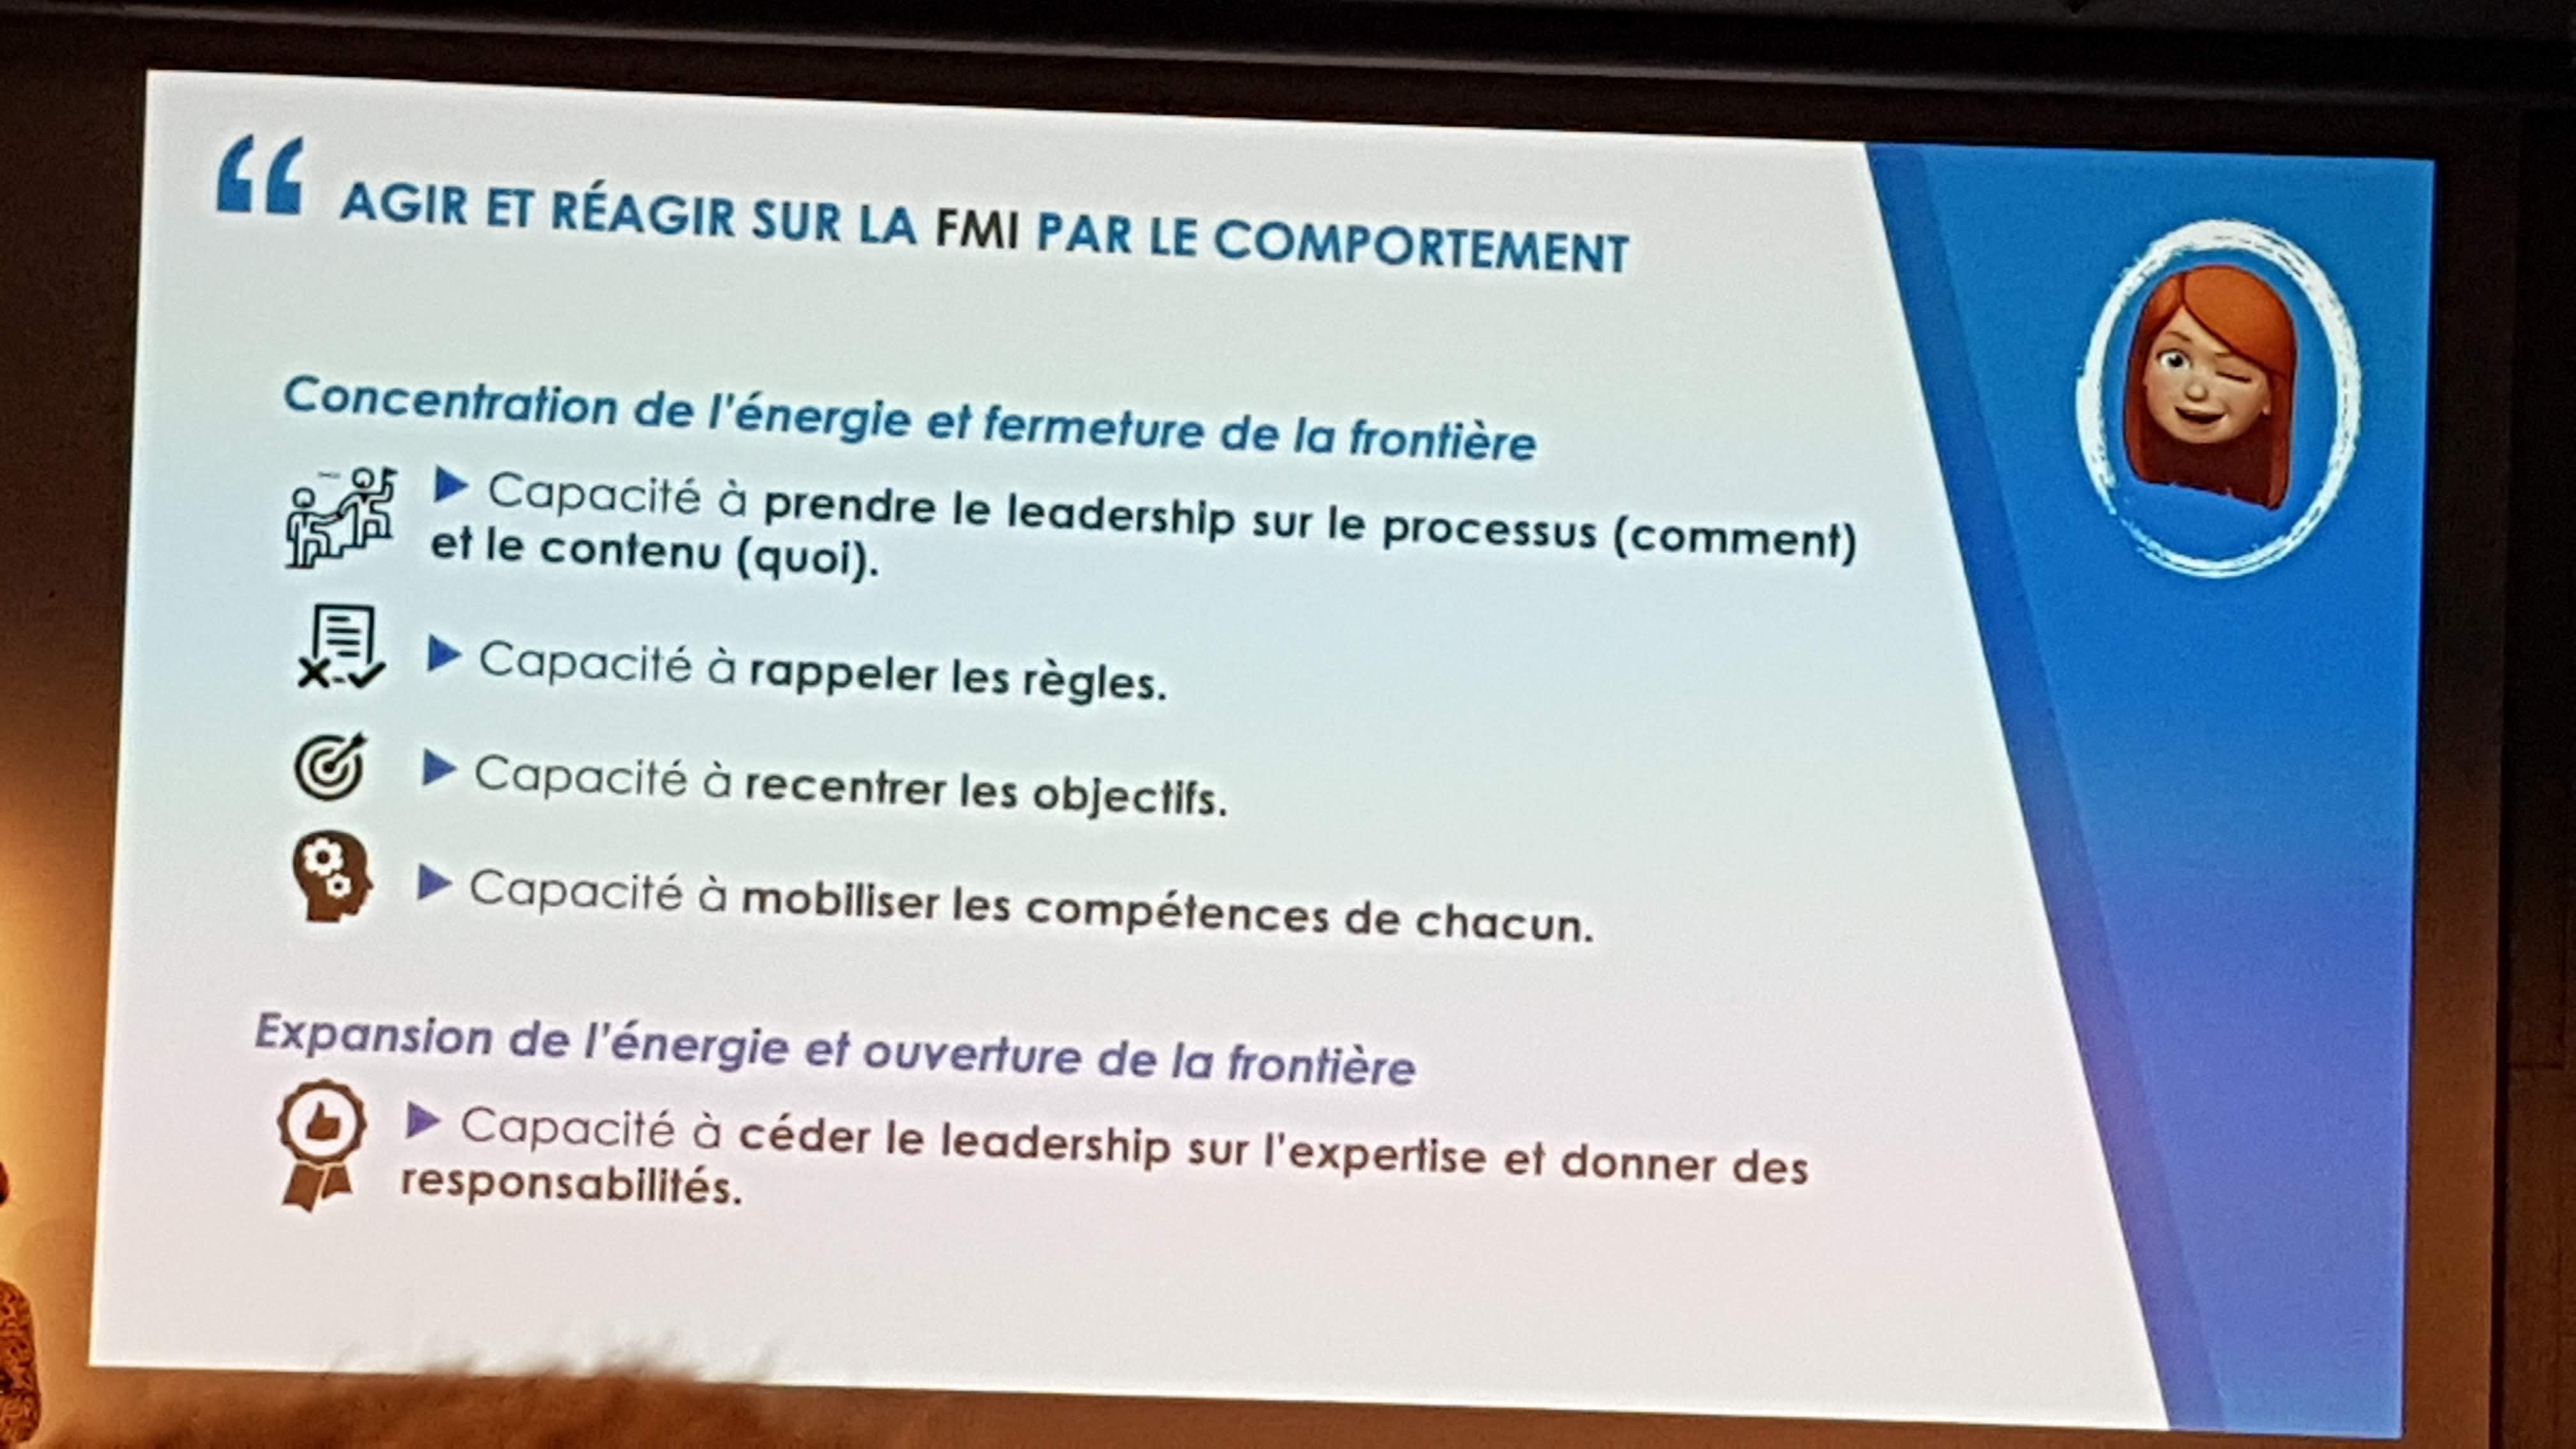 “ AGIR ET RÉAGIR SUR LA FMI PAR LE COMPORTEMENT
Concentration de l'énergie et fermeture de la frontière
▶ Capacité à prendre le leadership sur le processus (comment)
et le contenu (quoi).
▶ Capacité à rappeler les règles.
▶ Capacité à recentrer les objectifs.
▶ Capacité à mobiliser les compétences de chacun.
Expansion de l'énergie et ouverture de la frontière
▶ Capacité à céder le leadership sur l'expertise et donner des
responsabilités.